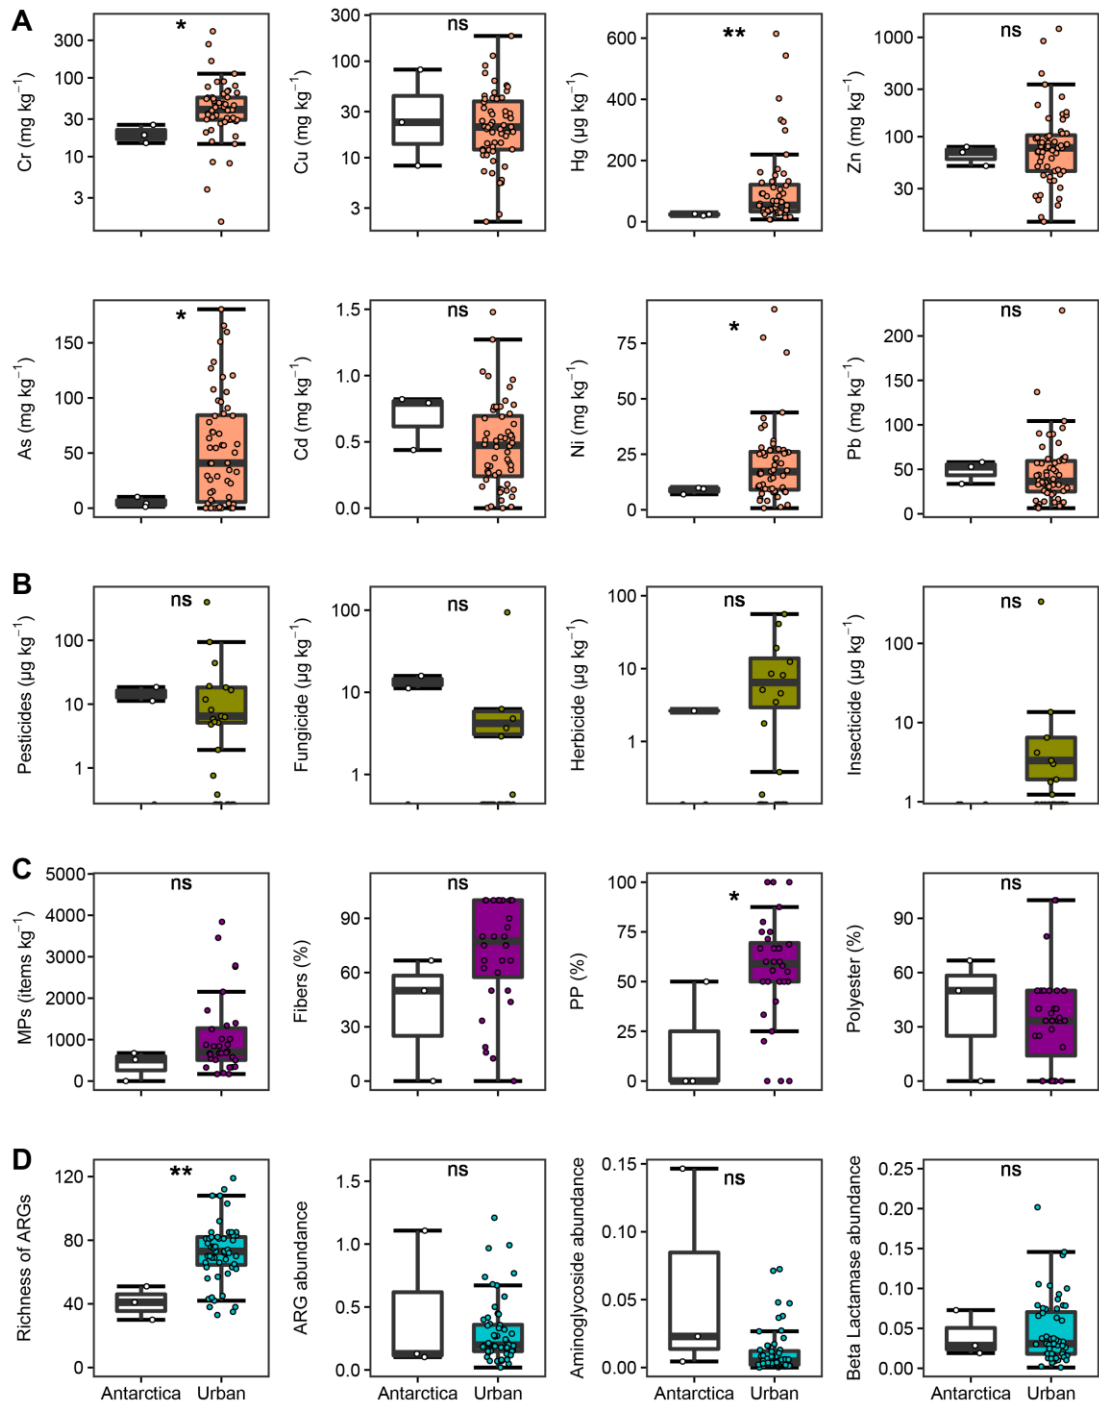 A
Cr (mg kg⁻¹)
300
100
30
10
3
*
Cu (mg kg⁻¹)
100
30
10
3
ns
Hg (µg kg⁻¹)
600
400
200
0
**
Zn (mg kg⁻¹)
1000
100
30
ns
As (mg kg⁻¹)
150
100
50
0
*
Cd (mg kg⁻¹)
1.5
1.0
0.5
0.0
ns
Ni (mg kg⁻¹)
75
50
25
0
*
Pb (mg kg⁻¹)
200
150
100
50
0
ns
B
Pesticides (µg kg⁻¹)
100
10
1
ns
Fungicide (µg kg⁻¹)
100
10
1
ns
Herbicide (µg kg⁻¹)
100
10
1
ns
Insecticide (µg kg⁻¹)
100
10
1
ns
C
MPs (items kg⁻¹)
5000
4000
3000
2000
1000
0
ns
Fibers (%)
90
60
30
0
ns
PP (%)
100
75
50
25
0
*
Polyester (%)
90
60
30
0
ns
D
Richness of ARGs
120
80
40
0
**
ARG abundance
1.5
1.0
0.5
0.0
ns
Aminoglycoside abundance
0.15
0.10
0.05
0.00
ns
Beta Lactamase abundance
0.25
0.20
0.15
0.10
0.05
0.00
ns
Antarctica Urban
Antarctica Urban
Antarctica Urban
Antarctica Urban